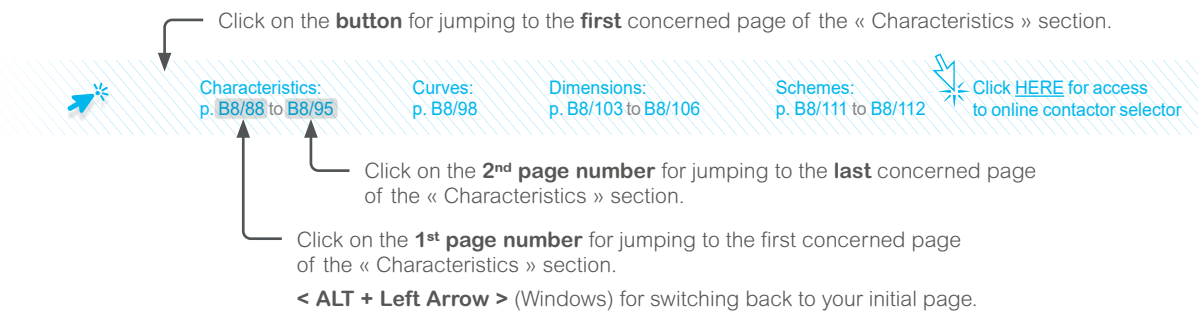 Click on the button for jumping to the first concerned page of the « Characteristics » section.
Characteristics:
p. B8/88 to B8/95
Curves:
p. B8/98
Dimensions:
p. B8/103 to B8/106
Schemes:
p. B8/111 to B8/112
Click HERE for access
to online contactor selector
Click on the 2nd page number for jumping to the last concerned page
of the « Characteristics » section.
Click on the 1st page number for jumping to the first concerned page
of the « Characteristics » section.
< ALT + Left Arrow > (Windows) for switching back to your initial page.